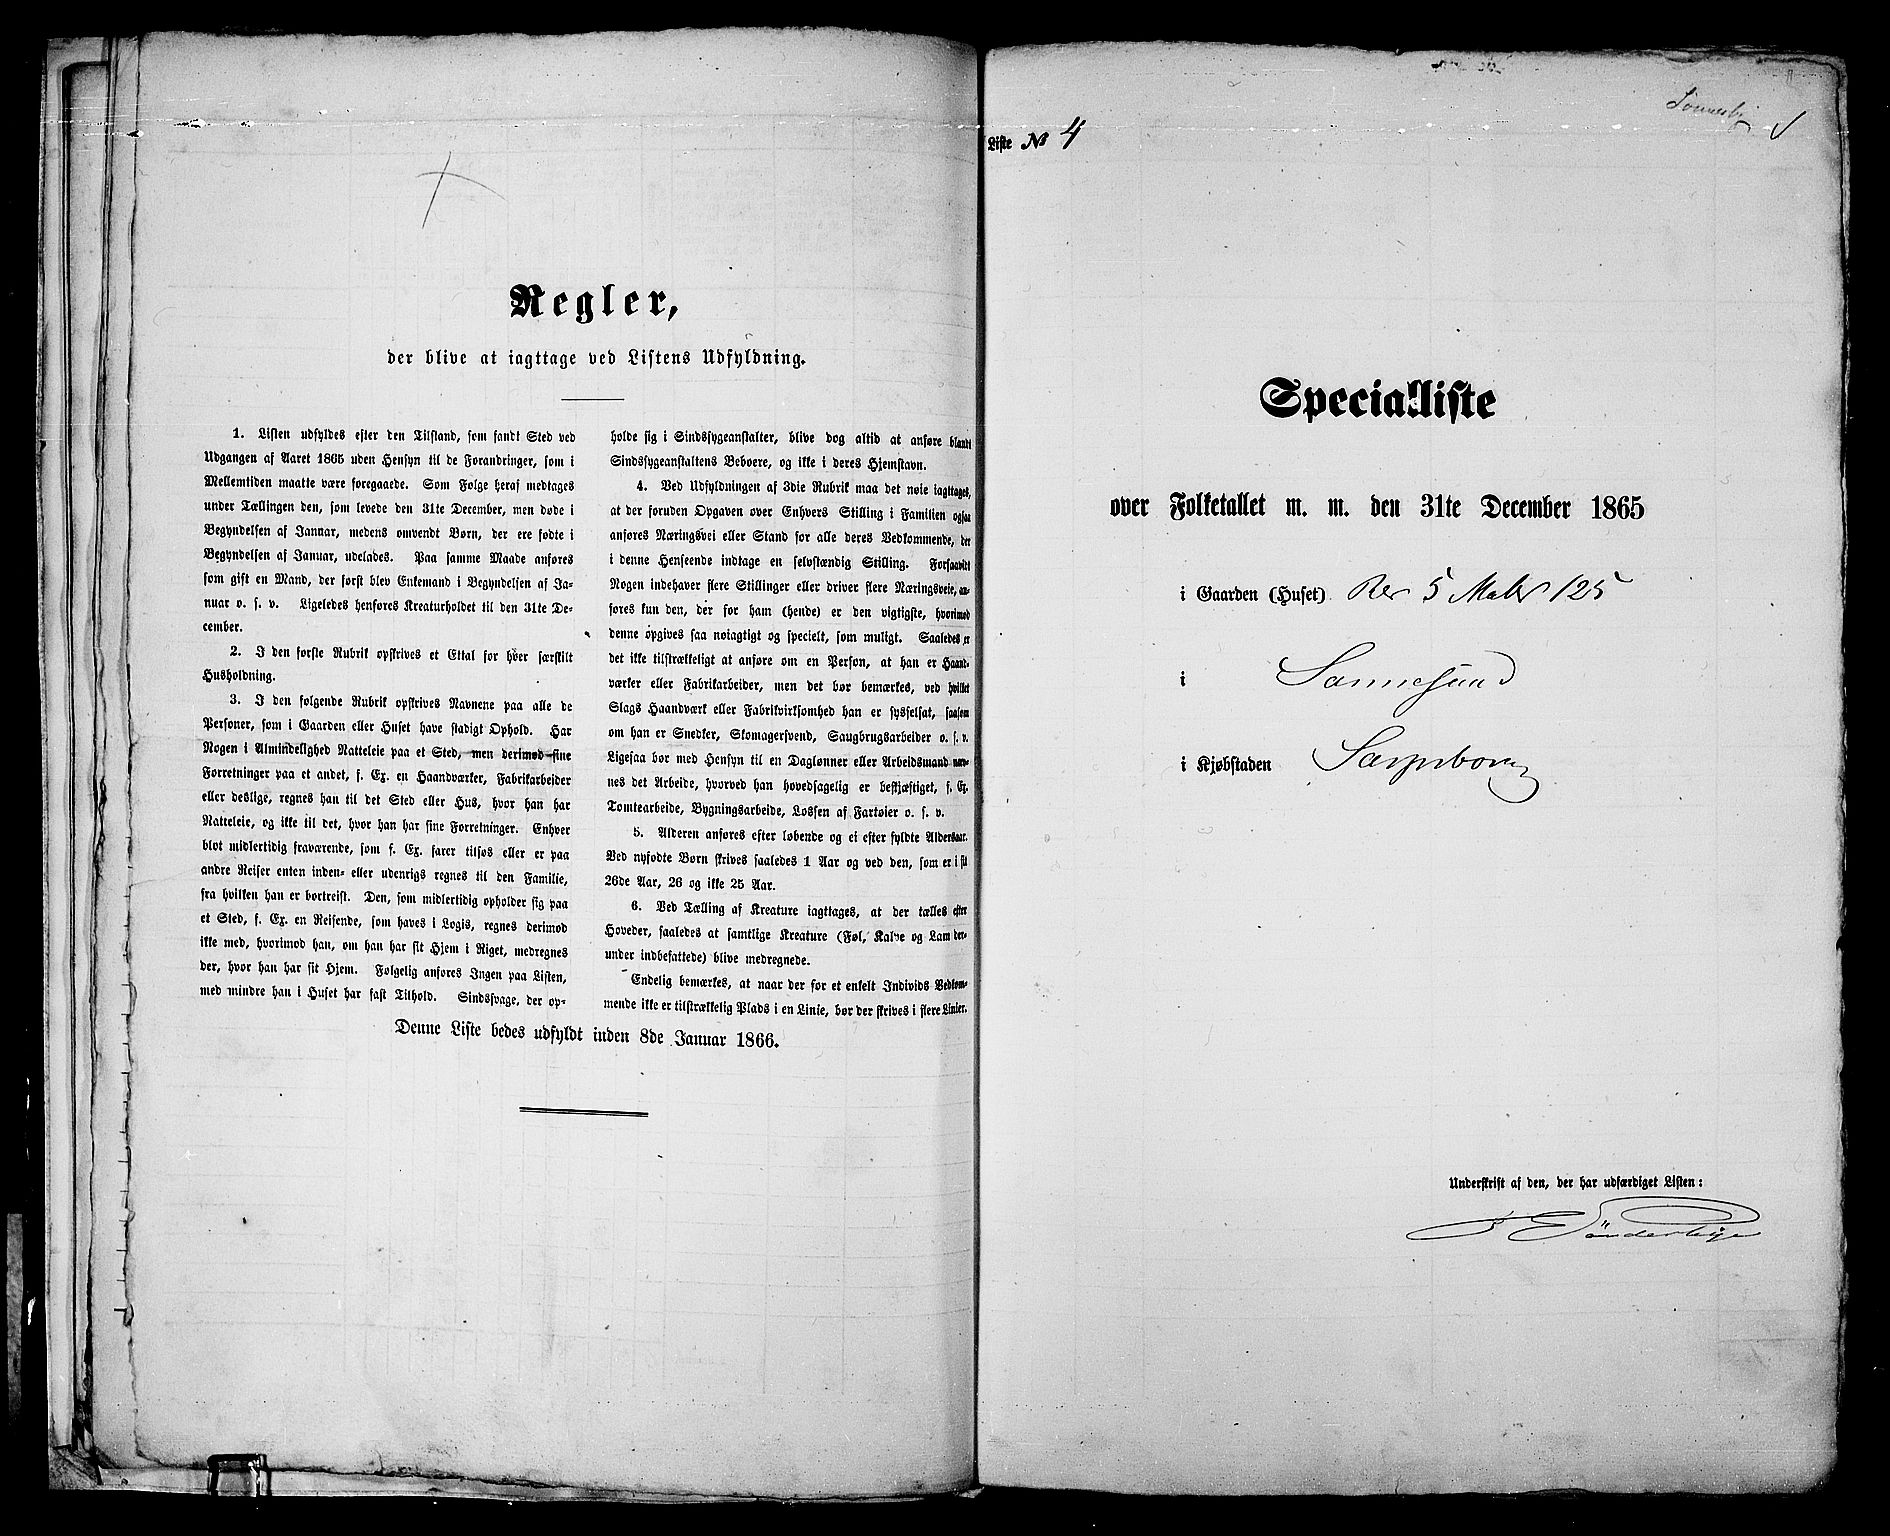 Regler,
der blive at iagttage ved Listens Udfyldning.
1. Listen udfyldes efter den Tilstand, som fandt Sted ved
Udgangen af Aaret 1865 uden Hensyn til de Forandringer, som i
Mellemtiden maatte være foregaaede. Som Følge heraf medtages
under Tællingen den, som levede den 31te December, men døde i
Begyndelsen af Januar, medens omvendt Børn, der ere fødte i
Begyndelsen af Januar, udelades. Paa samme Maade anføres
som gift en Mand, der først blev Enkemand i Begyndelsen af Ja-
nuar o. s. v. Ligeledes henføres Kreaturholdet til den 31te De-
cember.
2. I den første Rubrik opskrives et Ettal for hver særskilt
Husholdning.
3. I den følgende Rubrik opskrives Navnene paa alle de
Personer, som i Gaarden eller Huset have stadigt Ophold. Har
Nogen i Almindelighed Natteleie paa et Sted, men derimod sine
Forretninger paa et andet, f. Ex. en Haandværker, Fabrikarbeider
eller deslige, regnes han til det Sted eller Hus, hvor han har
Natteleie, og ikke til det, hvor han har sine Forretninger. Enhver
blot midlertidig fraværende, som f. Ex. farer tilsøs eller er paa
andre Reiser enten inden- eller udenrigs regnes til den Familie,
fra hvilken han er bortreist. Den, som midlertidig opholder sig paa
et Sted, f. Ex. en Reisende, som haves i Logis, regnes derimod
ikke med, hvorimod han, om han har sit Hjem i Riget, medregnes
der, hvor han har sit Hjem. Følgelig anføres Ingen paa Listen,
med mindre han i Huset har fast Tilhold. Sindssvage, der op-
holde sig i Sindssygeanstalter, blive dog altid at anføre blandt
Sindssygeanstaltens Beboere, og ikke i deres Hjemstavn.
4. Ved Udfyldningen af 3die Rubrik maa det nøie iagttages,
at der foruden Opgaven over Enhvers Stilling i Familien ogsaa
anføres Næringsvei eller Stand for alle deres Vedkommende, der
i denne Henseende indtage en selvstændig Stilling. Forsaavidt
Nogen indehaver flere Stillinger eller driver flere Næringsveie, an-
føres kun den, der for ham (hende) er den vigtigste, hvorimod
denne opgives saa nøiagtigt og specielt, som muligt. Saaledes er
det ikke tilstrækkeligt at anføre om en Person, at han er Haand-
værker eller Fabrikarbeider, men det bør bemærkes, ved hvilket
Slags Haandværk eller Fabrikvirksomhed han er sysselsat, saasom
om han er Snedker, Skomagersvend, Saugbrugsarbeider o. s. v.
Ligesaa bør med Hensyn til en Dagløn­ner eller Arbeidsmand næv-
nes det Arbeide, hvorved han hovedsagelig er beskjæftiget, f. Ex.
Tomtearbeide, Bygningsarbeide, Lossen af Fartøier o. s. v.
5. Alderen anføres efter løbende og ei efter fyldte Aldersaar.
Ved nyfødte Børn skrives saaledes 1 Aar og ved den, som er i sit
26de Aar, 26 og ikke 25 Aar.
6. Ved Tælling af Kreature iagttages, at der tælles efter
Hoveder, saaledes at samtlige Kreature (Føl, Kalve og Lam der-
under indbefattede) blive medregnede.
Endelig bemærkes, at naar der for et enkelt Individs Vedkom-
mende ikke er tilstrækkelig Plads i en Linie, bør der skrives i flere Linier.
Denne Liste bedes udfyldt inden 8de Januar 1866.
Liste № 4
Specialliste
over Folketallet m. m. den 31te December 1865
i Gaarden (Huset) 5 125
i Sannesund
i Kjøbstaden Sarpsborg
Underskrift af den, der har udfærdiget Listen: